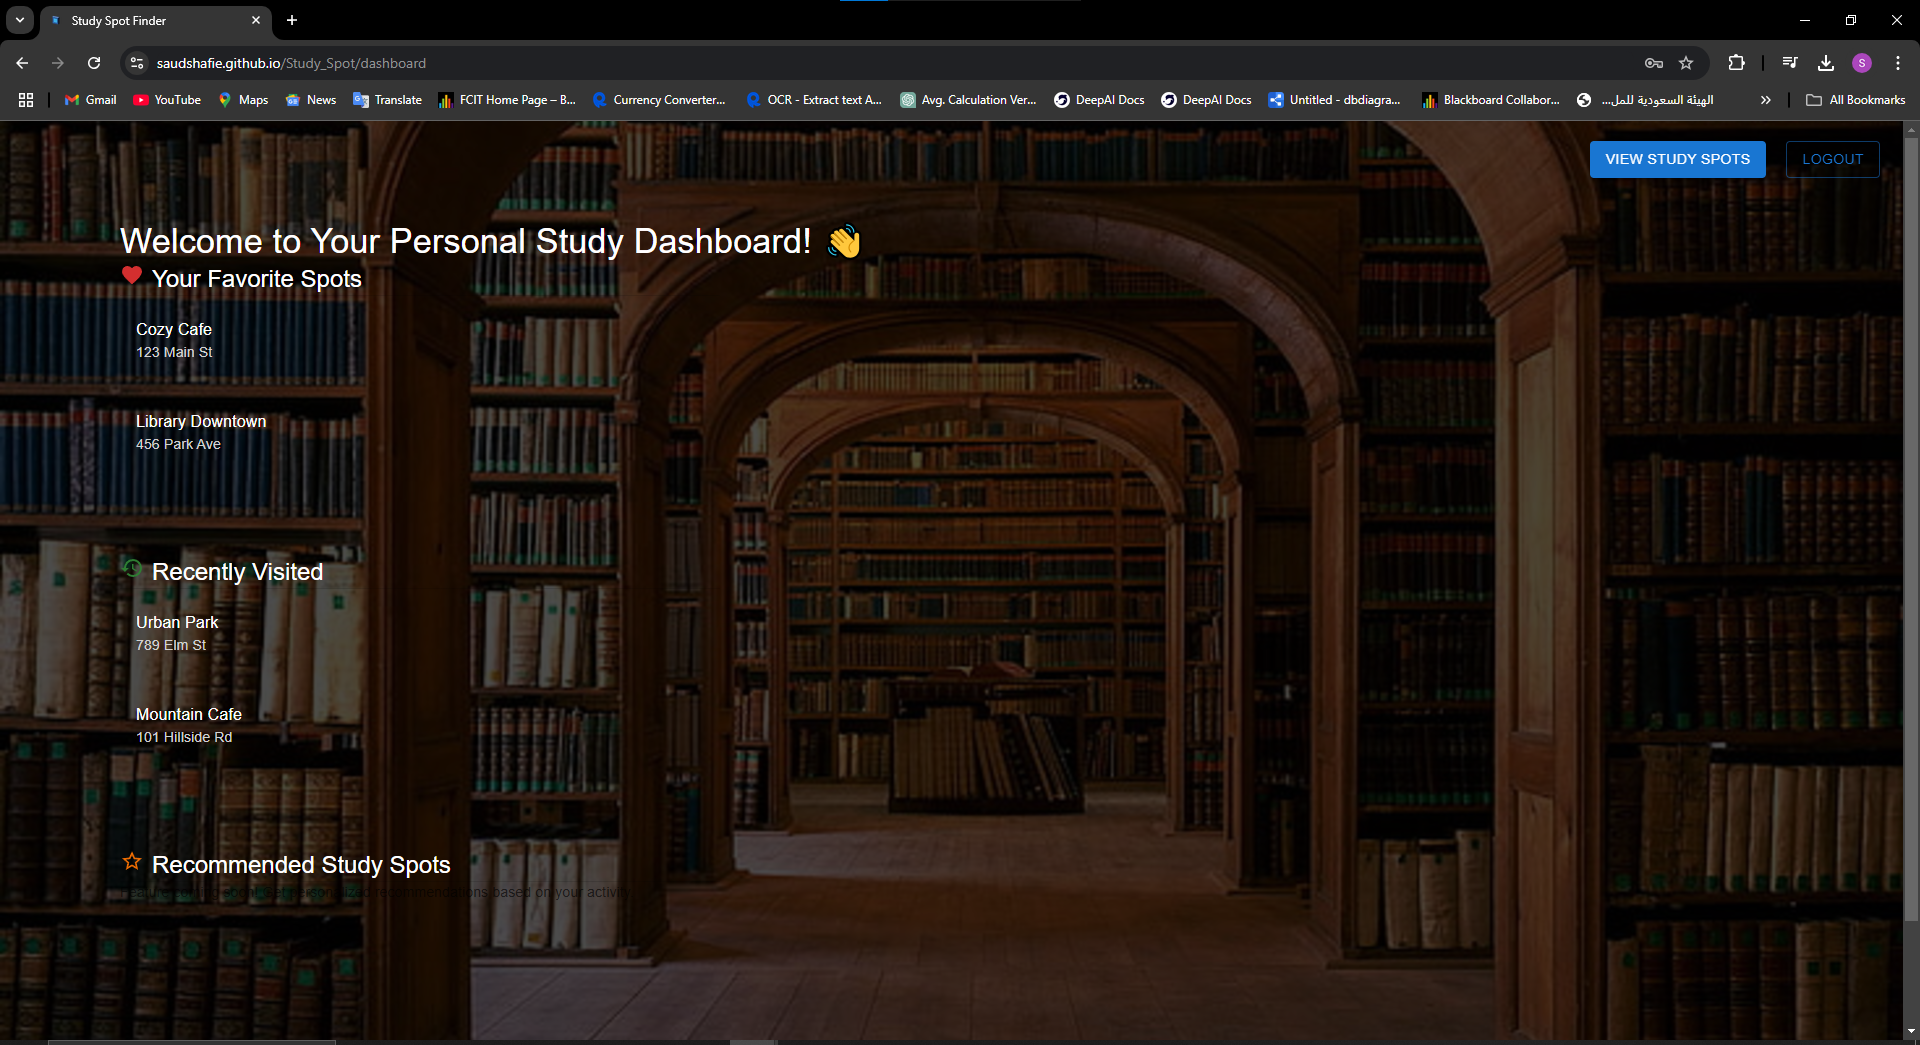 Study Spot Finder
saudshafie.github.io/Study_Spot/dashboard
S
Gmail
YouTube
Maps
News
Translate
FCIT Home Page – B...
Currency Converter...
OCR - Extract text A...
Avg. Calculation Ver...
DeepAI Docs
DeepAI Docs
Untitled - dbdiagra...
Blackboard Collabor...
الهيئة السعودية للمل...
All Bookmarks
VIEW STUDY SPOTS
LOGOUT
Welcome to Your Personal Study Dashboard! 👋
Your Favorite Spots
Cozy Cafe
123 Main St
Library Downtown
456 Park Ave
Recently Visited
Urban Park
789 Elm St
Mountain Cafe
101 Hillside Rd
Recommended Study Spots
personalized recommendations based on your activity